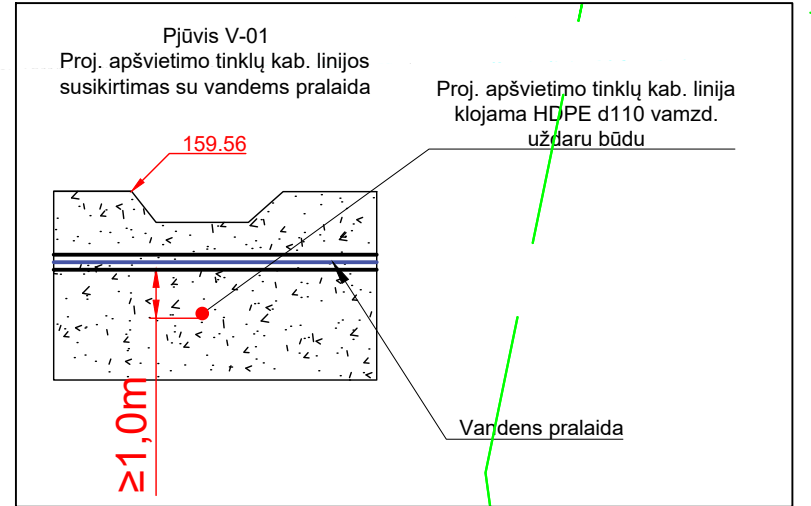 Pjūvis V-01
Proj. apšvietimo tinklų kab. linijos
susikirtimas su vandems pralaida
Proj. apšvietimo tinklų kab. linija
klojama HDPE d110 vamzd.
uždaru būdu
159.56
≥1,0m
Vandens pralaida